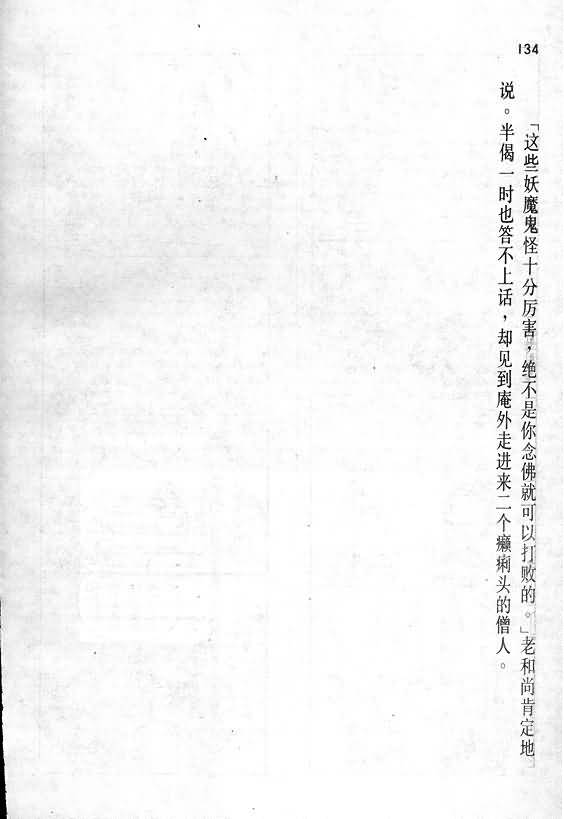 134
「这些妖魔鬼怪十分厉害，绝不是你念佛就可以打败的。」老和尚肯定地
说。半偈一时也答不上话，却见到庵外走进来二个癞痢头的僧人。